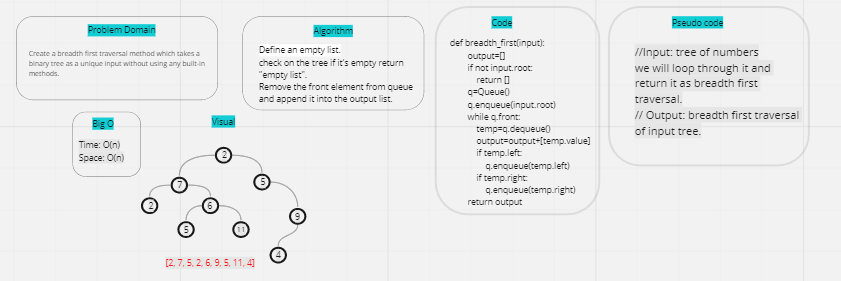 Problem Domain
Create a breadth first traversal method which takes a
binary tree as a unique input without using any built-in
methods.
Algorithm
Define an empty list.
check on the tree if it's empty return
"empty list".
Remove the front element from queue
and append it into the output list.
Code
def breadth_first(input):
output=[]
if not input.root:
return []
q=Queue()
q.enqueue(input.root)
while q.front:
temp=q.dequeue()
output=output+[temp.value]
if temp.left:
q.enqueue(temp.left)
if temp.right:
q.enqueue(temp.right)
return output
Pseudo code
//Input: tree of numbers
we will loop through it and
return it as breadth first
traversal.
// Output: breadth first traversal
of input tree.
Big O
Time: O(n)
Space: O(n)
Visual
2
7
5
2
6
9
5
11
4
[2, 7, 5, 2, 6, 9, 5, 11, 4]